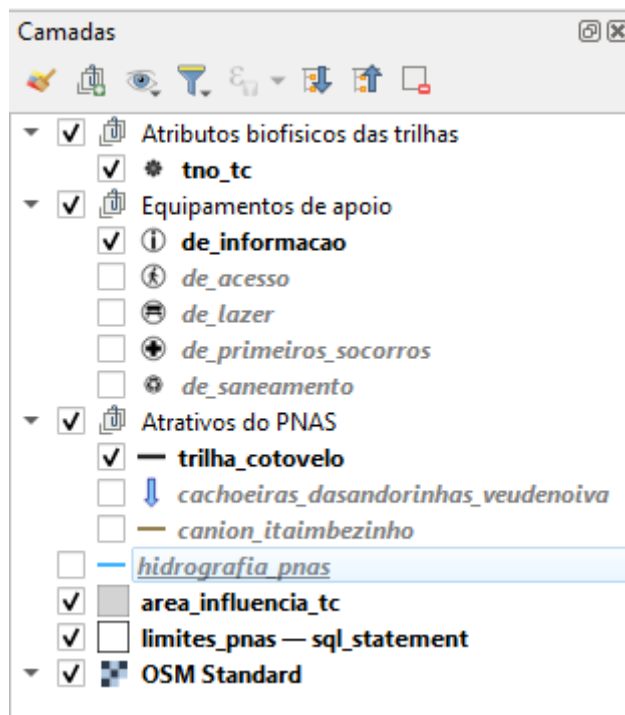 Camadas
Atributos biofisicos das trilhas
tno_tc
Equipamentos de apoio
de_informacao
de_acesso
de_lazer
de_primeiros_socorros
de_saneamento
Atrativos do PNAS
trilha_cotovelo
cachoeiras_dasandorinhas_veudenoiva
canion_itaimbezinho
hidrografia_pnas
area_influencia_tc
limites_pnas — sql_statement
OSM Standard